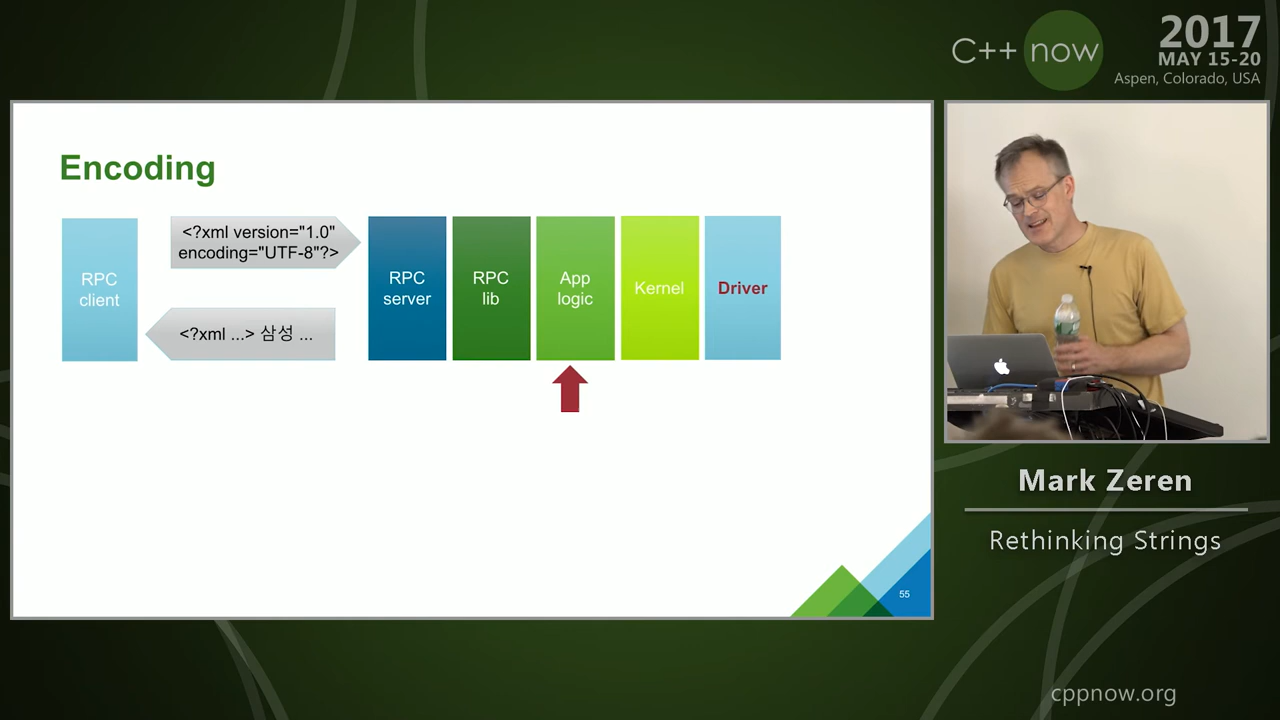 C++ now
2017
MAY 15-20
Aspen, Colorado, USA
Encoding
RPC
client
<?xml version="1.0"
encoding="UTF-8"?>
<?xml ...> 삼성 ...
RPC
server
RPC
lib
App
logic
Kernel
Driver
55
Mark Zeren
Rethinking Strings
cppnow.org